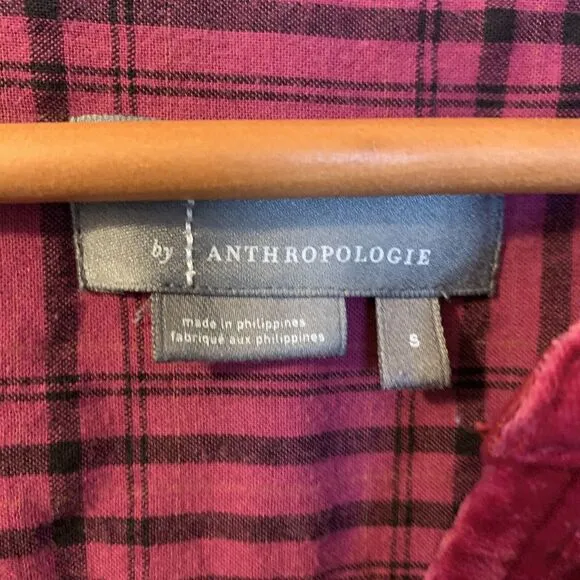 by ANTHROPOLOGIE
made in philippines
fabriqué aux philippines
S